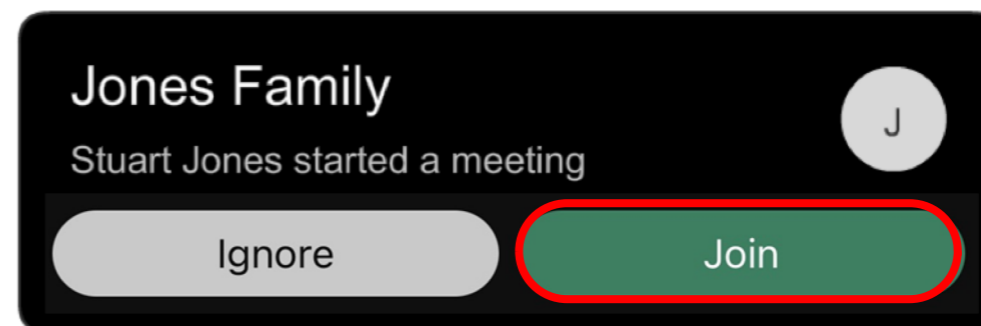 Jones Family
J
Stuart Jones started a meeting
Ignore
Join